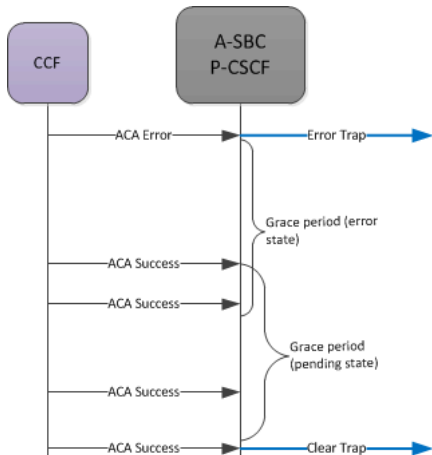 CCF
A-SBC
P-CSCF
ACA Error
Error Trap
Grace period (error
state)
ACA Success
ACA Success
Grace period
(pending state)
ACA Success
ACA Success
Clear Trap